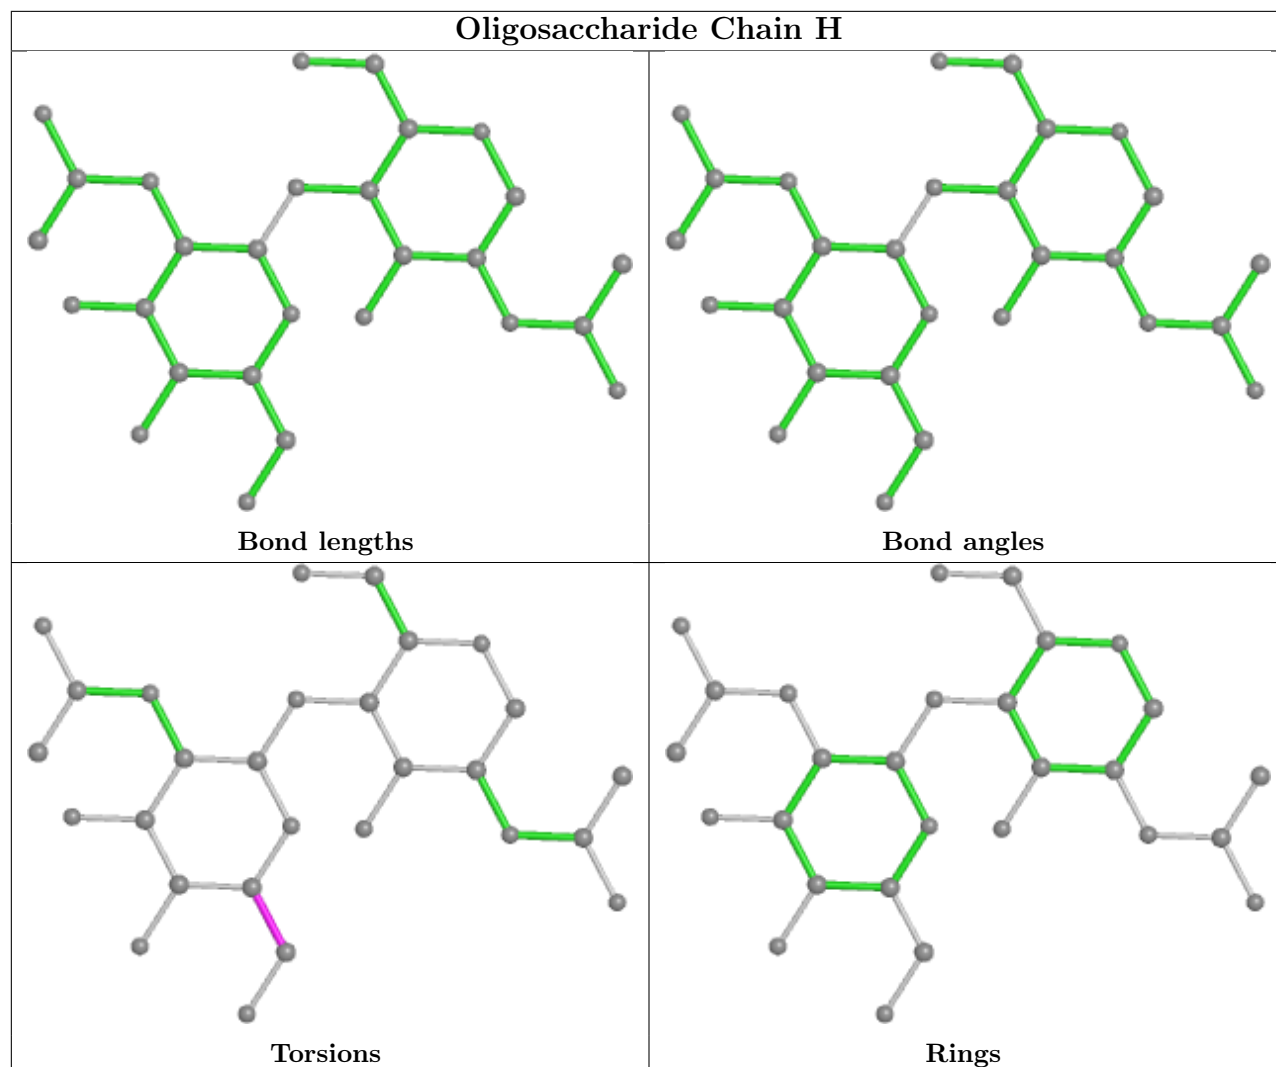 Oligosaccharide Chain H
Bond lengths
Bond angles
Torsions
Rings